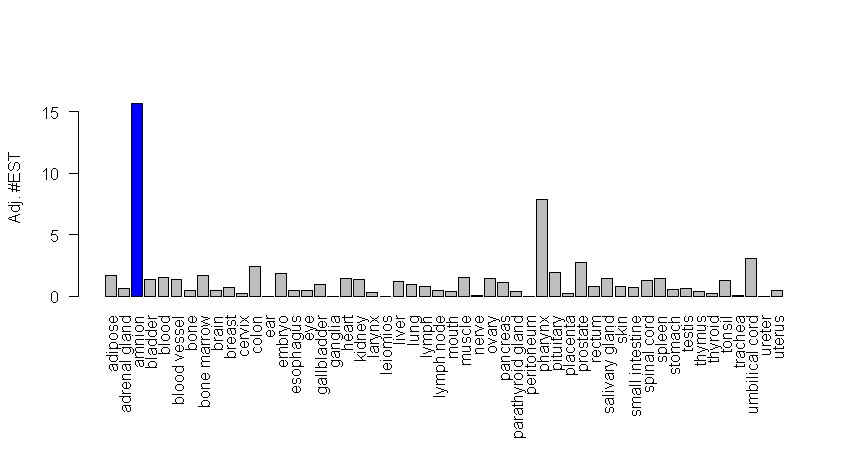 Adj. #EST
15
10
5
0
adipose
adrenal gland
amnion
bladder
blood
blood vessel
bone
bone marrow
brain
breast
cervix
colon
ear
embryo
esophagus
eye
gallbladder
ganglia
heart
kidney
larynx
leiomios
liver
lung
lymph
lymph node
mouth
muscle
nerve
ovary
pancreas
parathyroid gland
peritoneum
pharynx
pituitary
placenta
prostate
rectum
salivary gland
skin
small intestine
spinal cord
spleen
stomach
testis
thymus
thyroid
tonsil
trachea
umbilical cord
ureter
uterus